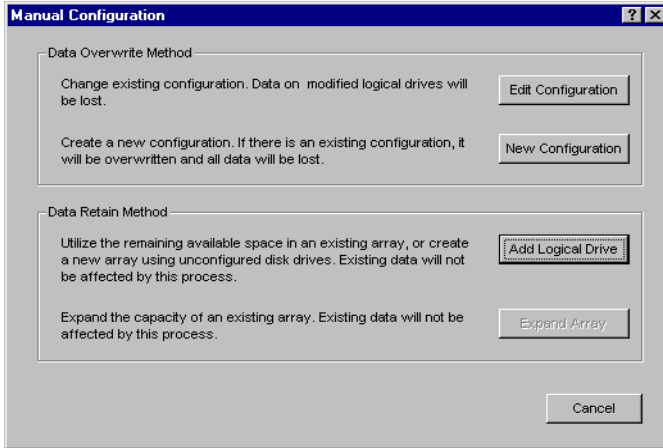 Manual Configuration
Data Overwrite Method
Change existing configuration. Data on modified logical drives will
be lost.
Edit Configuration
Create a new configuration. If there is an existing configuration, it
will be overwritten and all data will be lost.
New Configuration
Data Retain Method
Utilize the remaining available space in an existing array, or create
a new array using unconfigured disk drives. Existing data will not
be affected by this process.
Add Logical Drive
Expand the capacity of an existing array. Existing data will not be
affected by this process.
Expand Array
Cancel